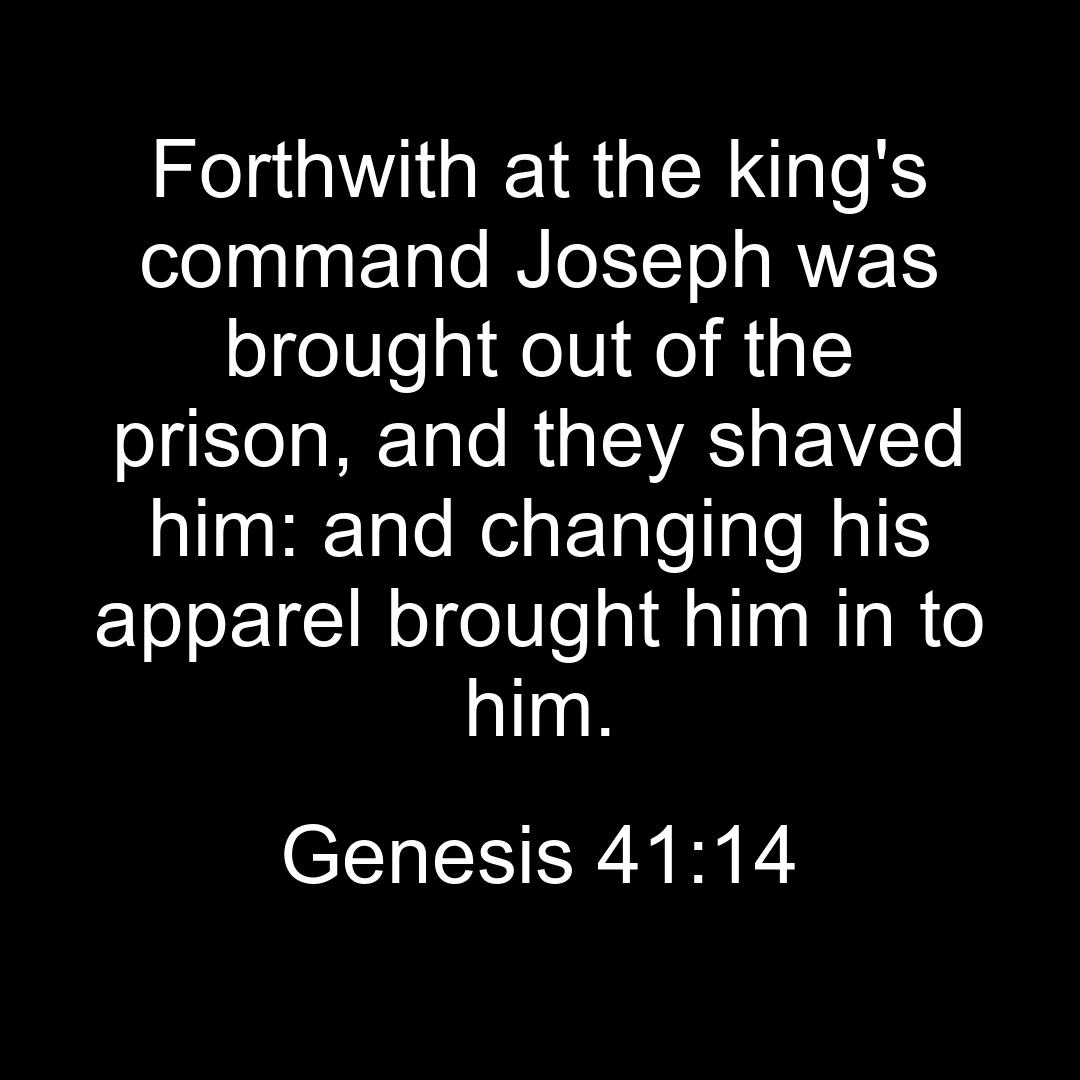 Forthwith at the king's
command Joseph was
brought out of the
prison, and they shaved
him: and changing his
apparel brought him in to
him.
Genesis 41:14